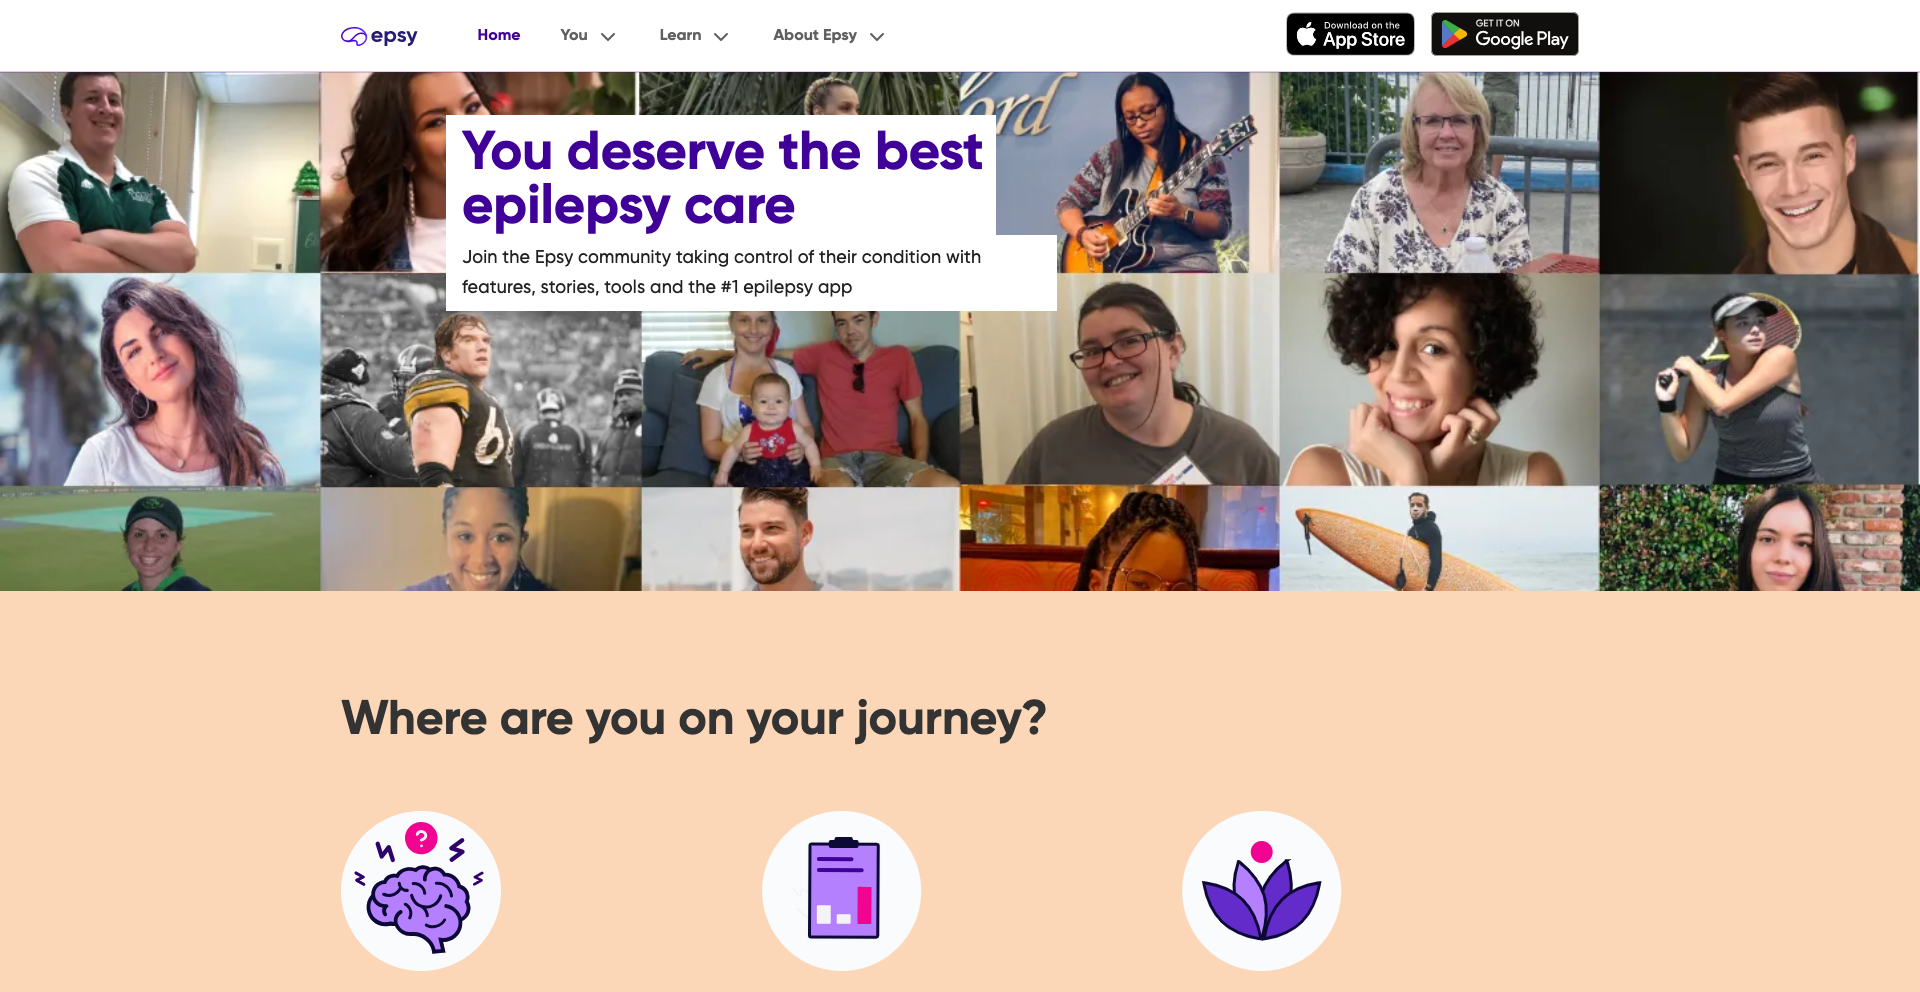 epsy
Home
You
Learn
About Epsy
Download on the
App Store
GET IT ON
Google Play
ord
You deserve the best
epilepsy care
Join the Epsy community taking control of their condition with
features, stories, tools and the #1 epilepsy app
6
Where are you on your journey?
?